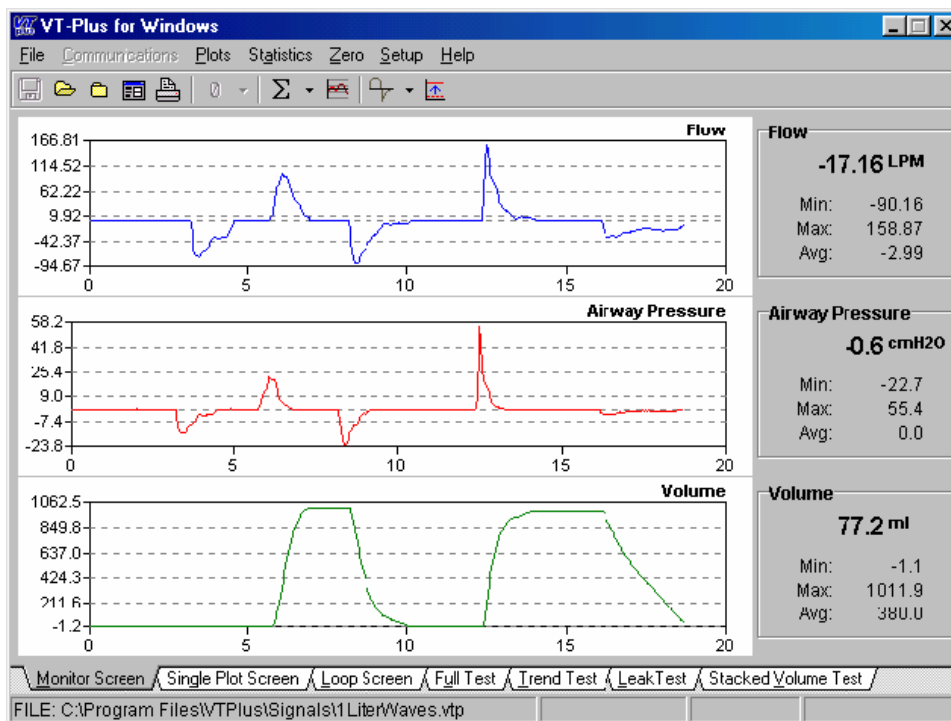 VT-Plus for Windows
File Communications Plots Statistics Zero Setup Help
0 Σ
Flow
166.81
114.52
62.22
9.92
-42.37
-94.67
0 5 10 15 20
Flow
-17.16 LPM
Min: -90.16
Max: 158.87
Avg: -2.99
Airway Pressure
58.2
41.8
25.4
9.0
-7.4
-23.8
0 5 10 15 20
Airway Pressure
-0.6 cmH2O
Min: -22.7
Max: 55.4
Avg: 0.0
Volume
1062.5
849.8
637.0
424.3
211.6
-1.2
0 5 10 15 20
Volume
77.2 ml
Min: -1.1
Max: 1011.9
Avg: 380.0
Monitor Screen Single Plot Screen Loop Screen Full Test Trend Test LeakTest Stacked Volume Test
FILE: C:\Program Files\VTPlus\Signals\1LiterWaves.vtp